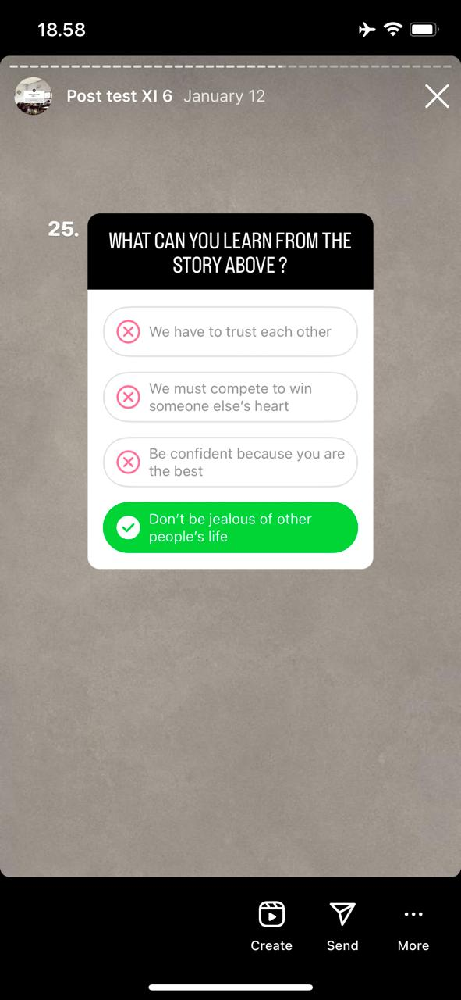 18.58
Post test XI 6 January 12
25.
WHAT CAN YOU LEARN FROM THE
STORY ABOVE ?
We have to trust each other
We must compete to win
someone else's heart
Be confident because you are
the best
Don't be jealous of other
people's life
Create
Send
More